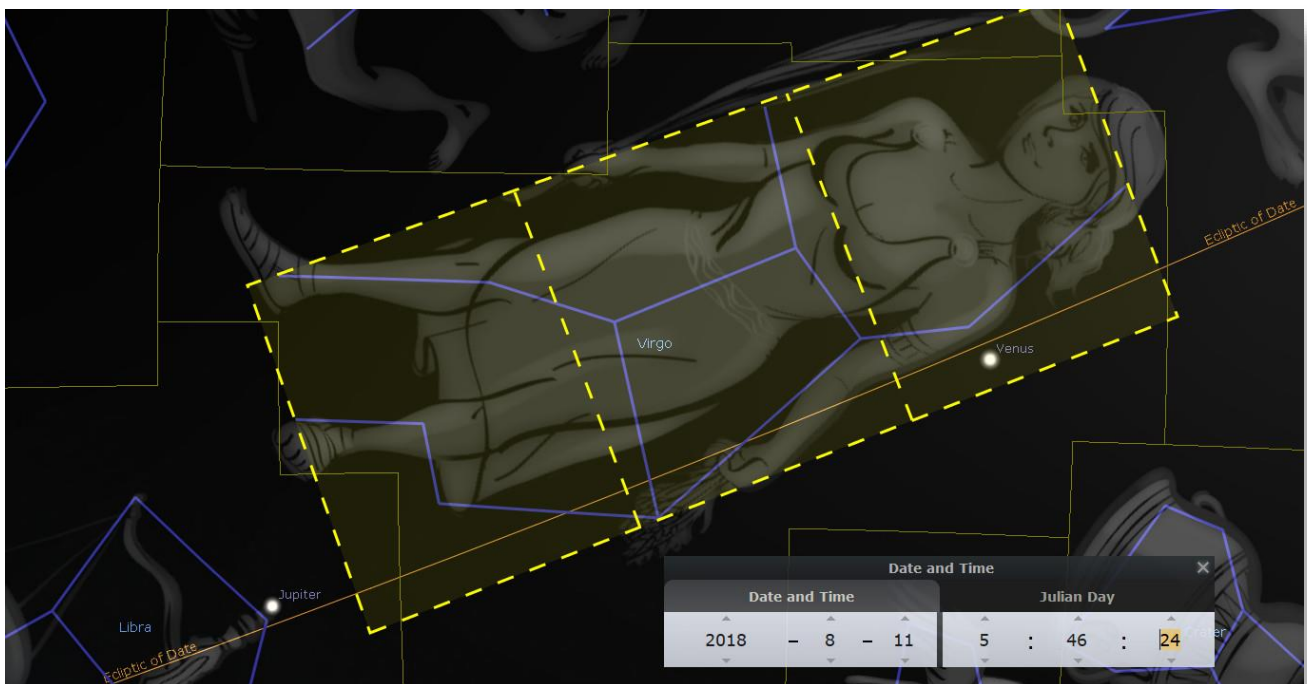 Ecliptic of Date
Virgo
Venus
Jupiter
Libra
Ecliptic of Date
Date and Time ×
Date and Time Julian Day
2018 – 8 – 11 5 : 46 : 24
Crater